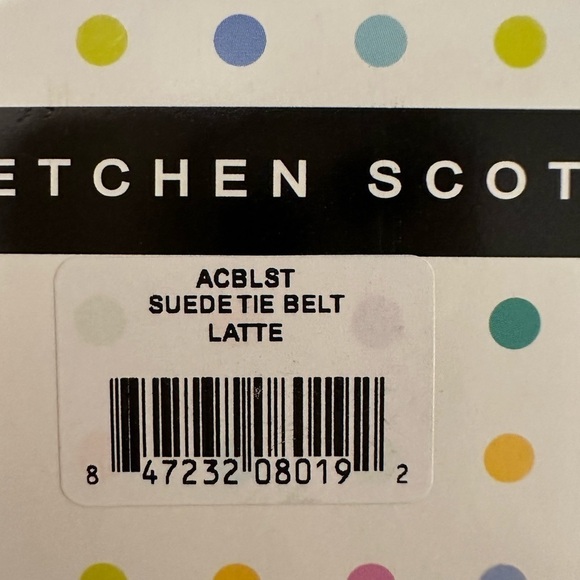 ETCHEN SCOT
ACBLST
SUEDE TIE BELT
LATTE
8 47232 08019 2